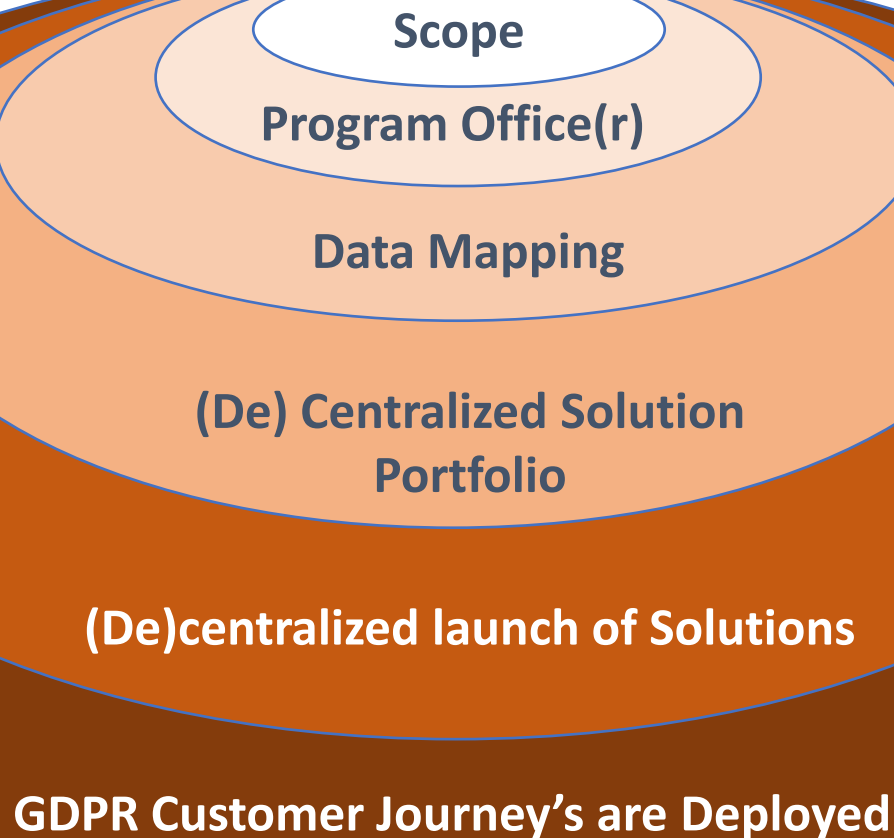 Scope
Program Office(r)
Data Mapping
(De) Centralized Solution
Portfolio
(De)centralized launch of Solutions
GDPR Customer Journey’s are Deployed